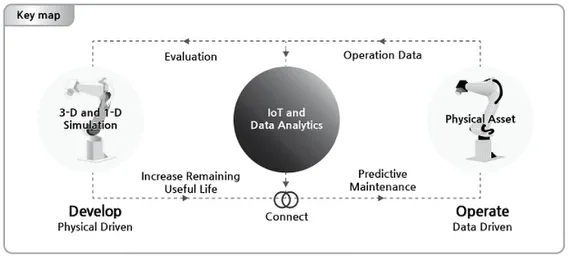 Key map
Evaluation
Operation Data
3-D and 1-D
Simulation
IoT and
Data Analytics
Physical Asset
Increase Remaining
Useful Life
Predictive
Maintenance
Connect
Develop
Physical Driven
Operate
Data Driven